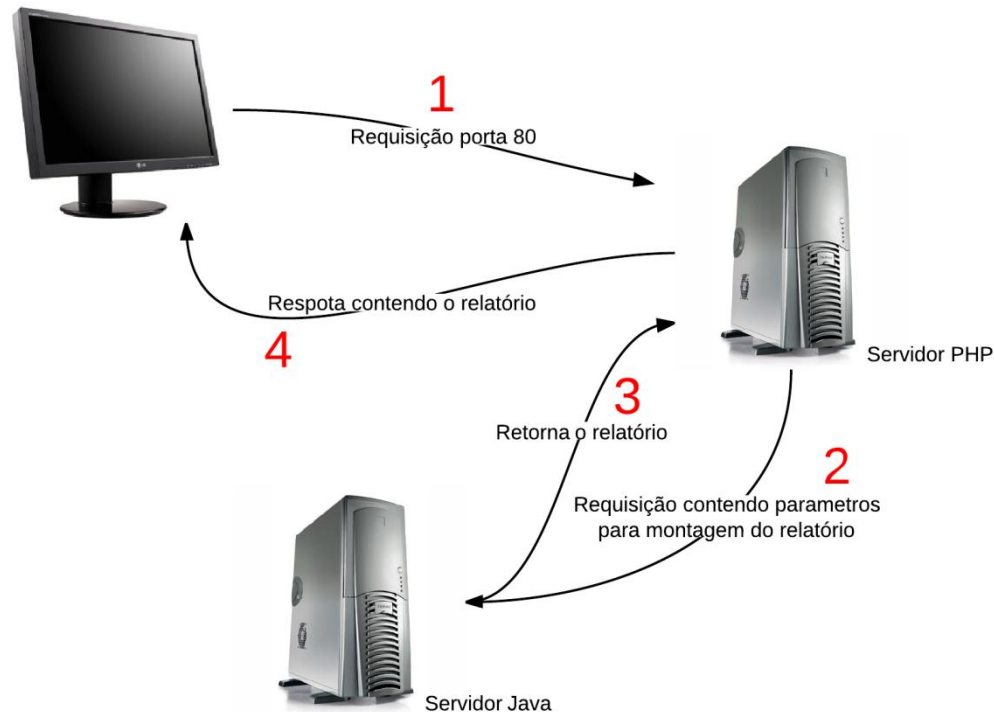 1
Requisição porta 80
Respota contendo o relatório
4
Servidor PHP
3
Retorna o relatório
2
Requisição contendo parametros
para montagem do relatório
Servidor Java